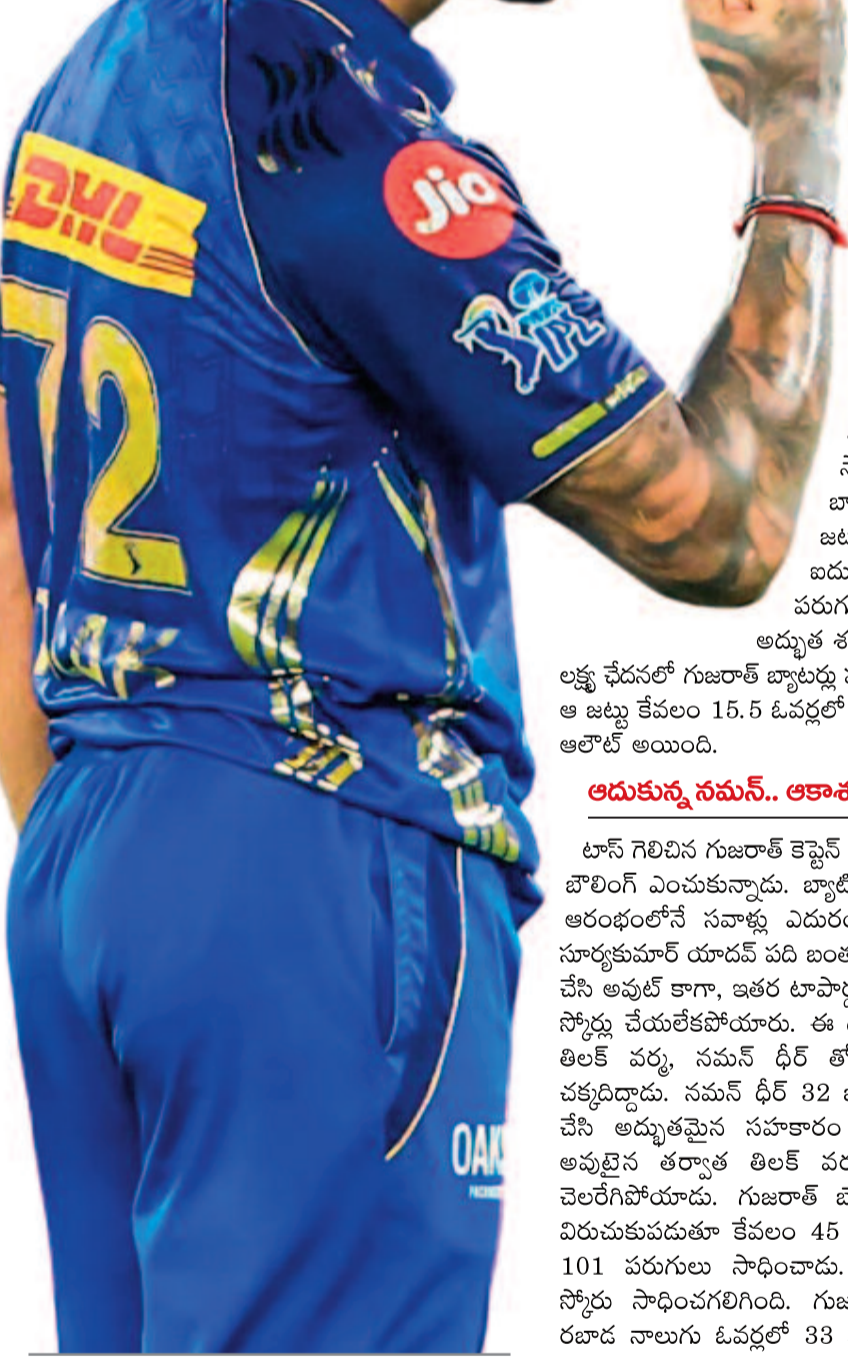 DHL
Jio
IPL
72
OAK
సె
బా
జట
ఐదు
పరుగు
అద్భుత శ
లక్ష్య ఛేదనలో గుజరాత్ బ్యాటర్లు
ఆ జట్టు కేవలం 15.5 ఓవర్లలో
ఆలౌట్ అయింది.
ఆదుకున్న నమన్.. ఆకాశ
టాస్ గెలిచిన గుజరాత్ కెప్టెన్
బౌలింగ్ ఎంచుకున్నాడు. బ్యాటి
ఆరంభంలోనే సవాళ్లు ఎదురం
సూర్యకుమార్ యాదవ్ పది బంత
చేసి అవుట్ కాగా, ఇతర టాపార్డ
స్కోర్లు చేయలేకపోయారు. ఈ
తిలక్ వర్మ, నమన్ ధీర్ తో
చక్కదిద్దాడు. నమన్ ధీర్ 32
చేసి అద్భుతమైన సహకారం
అవుటైన తర్వాత తిలక్ వర
చెలరేగిపోయాడు. గుజరాత్ బ
విరుచుకుపడుతూ కేవలం 45
101 పరుగులు సాధించాడు.
స్కోరు సాధించగలిగింది. గుజ
రబాడ నాలుగు ఓవర్లలో 33